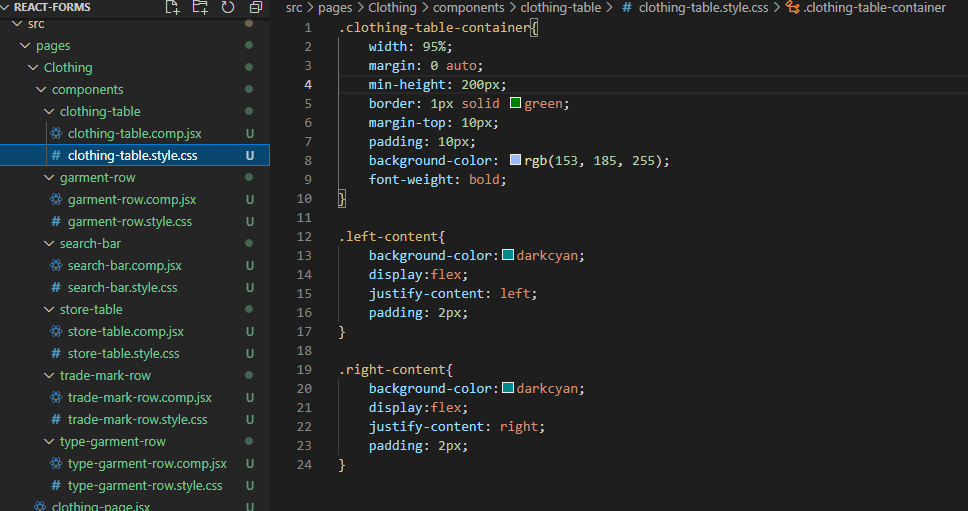 REACT-FORMS
src
pages
Clothing
components
clothing-table
clothing-table.comp.jsx U
# clothing-table.style.css U
garment-row
garment-row.comp.jsx U
# garment-row.style.css U
search-bar
search-bar.comp.jsx U
# search-bar.style.css U
store-table
store-table.comp.jsx U
# store-table.style.css U
trade-mark-row
trade-mark-row.comp.jsx U
# trade-mark-row.style.css U
type-garment-row
type-garment-row.comp.jsx U
# type-garment-row.style.css U
clothing-page.jsx U
src > pages > Clothing > components > clothing-table > # clothing-table.style.css > .clothing-table-container
1 .clothing-table-container{
2 width: 95%;
3 margin: 0 auto;
4 min-height: 200px;
5 border: 1px solid green;
6 margin-top: 10px;
7 padding: 10px;
8 background-color: rgb(153, 185, 255);
9 font-weight: bold;
10 }
11
12 .left-content{
13 background-color:darkcyan;
14 display:flex;
15 justify-content: left;
16 padding: 2px;
17 }
18
19 .right-content{
20 background-color:darkcyan;
21 display:flex;
22 justify-content: right;
23 padding: 2px;
24 }